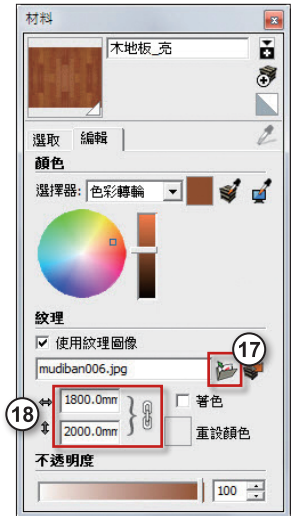 材料
木地板_亮
選取 編輯
顏色
選擇器: 色彩轉輪
紋理
使用紋理圖像
17
mudiban006.jpg
18
1800.0mm
著色
2000.0mm
重設顏色
不透明度
100